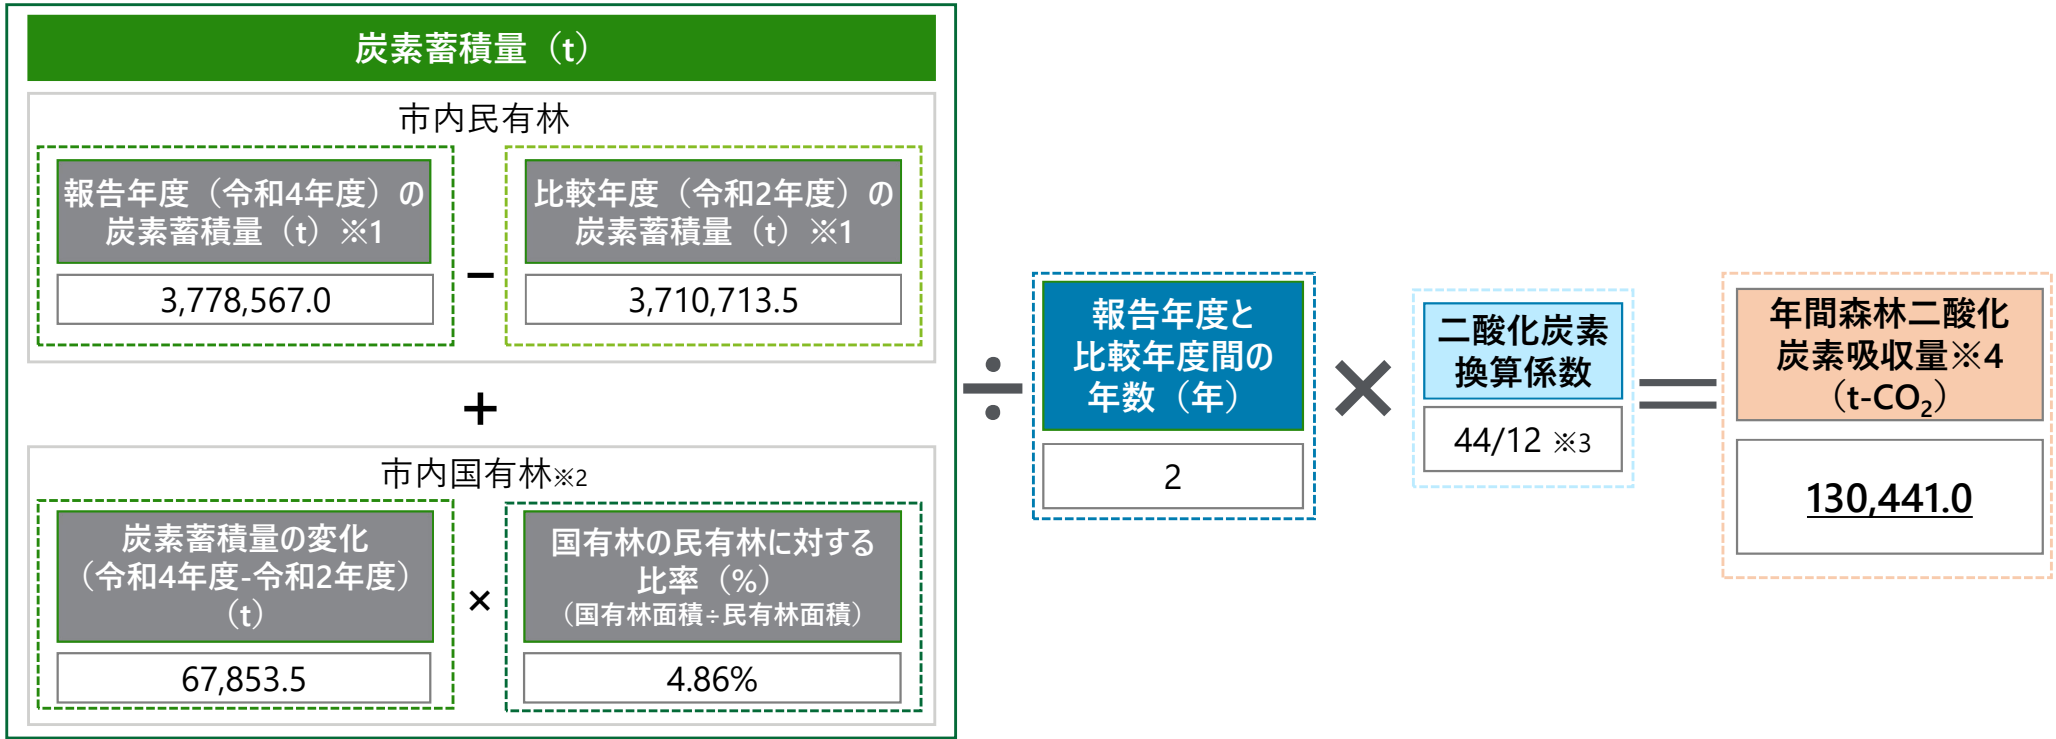 炭素蓄積量（t）
市内民有林
報告年度（令和4年度）の
炭素蓄積量（t）※1
3,778,567.0
−
比較年度（令和2年度）の
炭素蓄積量（t）※1
3,710,713.5
+
市内国有林※2
炭素蓄積量の変化
（令和4年度-令和2年度）
（t）
67,853.5
×
国有林の民有林に対する
比率（%）
（国有林面積÷民有林面積）
4.86%
÷
報告年度と
比較年度間の
年数（年）
2
×
二酸化炭素
換算係数
44/12 ※3
=
年間森林二酸化
炭素吸収量※4
（t-CO₂）
130,441.0